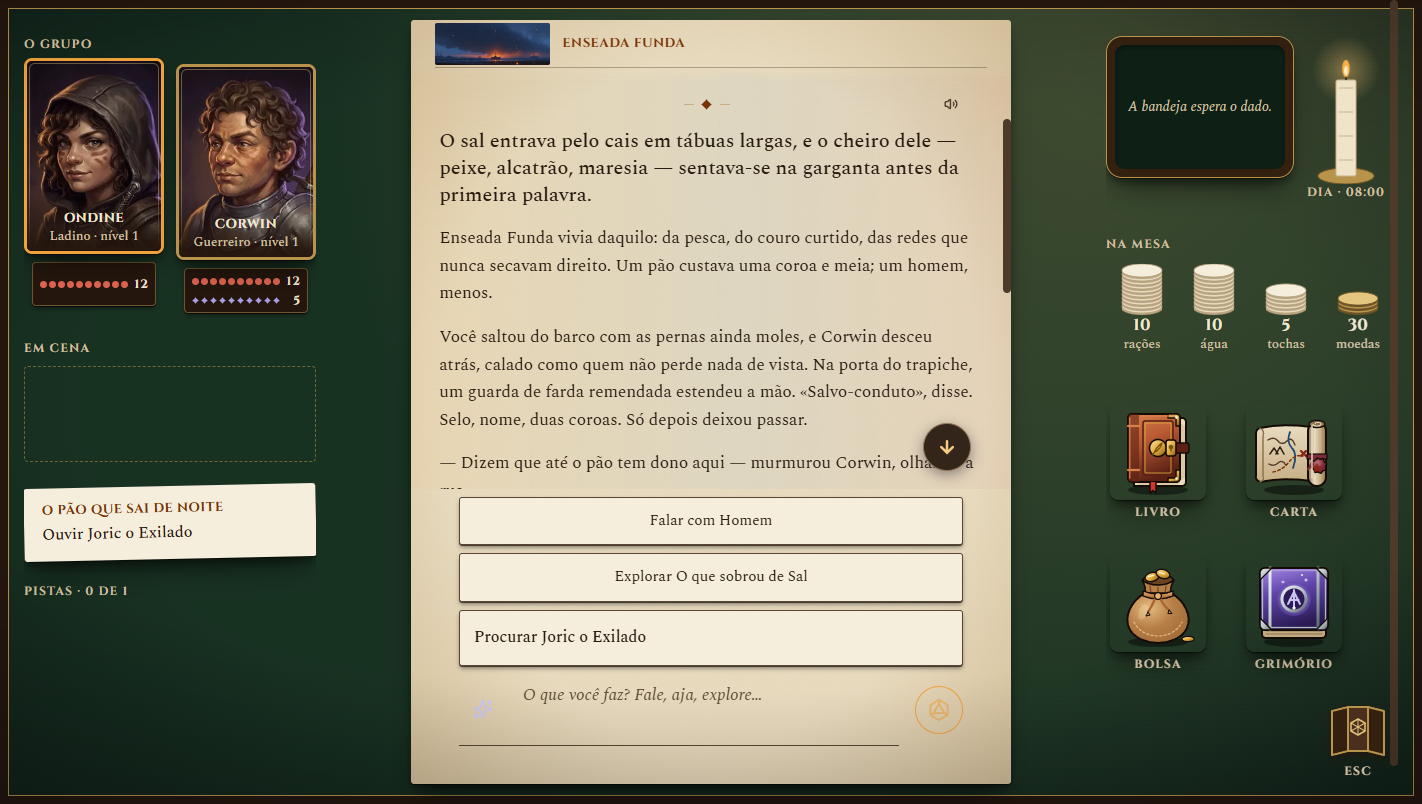 O GRUPO
ONDINE
Ladino · nível 1
12
CORWIN
Guerreiro · nível 1
12
5
EM CENA
O PÃO QUE SAI DE NOITE
Ouvir Joric o Exilado
PISTAS · 0 DE 1
ENSEADA FUNDA
O sal entrava pelo cais em tábuas largas, e o cheiro dele —
peixe, alcatrão, maresia — sentava-se na garganta antes da
primeira palavra.
Enseada Funda vivia daquilo: da pesca, do couro curtido, das redes que
nunca secavam direito. Um pão custava uma coroa e meia; um homem,
menos.
Você saltou do barco com as pernas ainda moles, e Corwin desceu
atrás, calado como quem não perde nada de vista. Na porta do trapiche,
um guarda de farda remendada estendeu a mão. «Salvo-conduto», disse.
Selo, nome, duas coroas. Só depois deixou passar.
— Dizem que até o pão tem dono aqui — murmurou Corwin, a
Falar com Homem
Explorar O que sobrou de Sal
Procurar Joric o Exilado
O que você faz? Fale, aja, explore...
A bandeja espera o dado.
DIA · 08:00
NA MESA
10
rações
10
água
5
tochas
30
moedas
LIVRO
CARTA
BOLSA
GRIMÓRIO
ESC